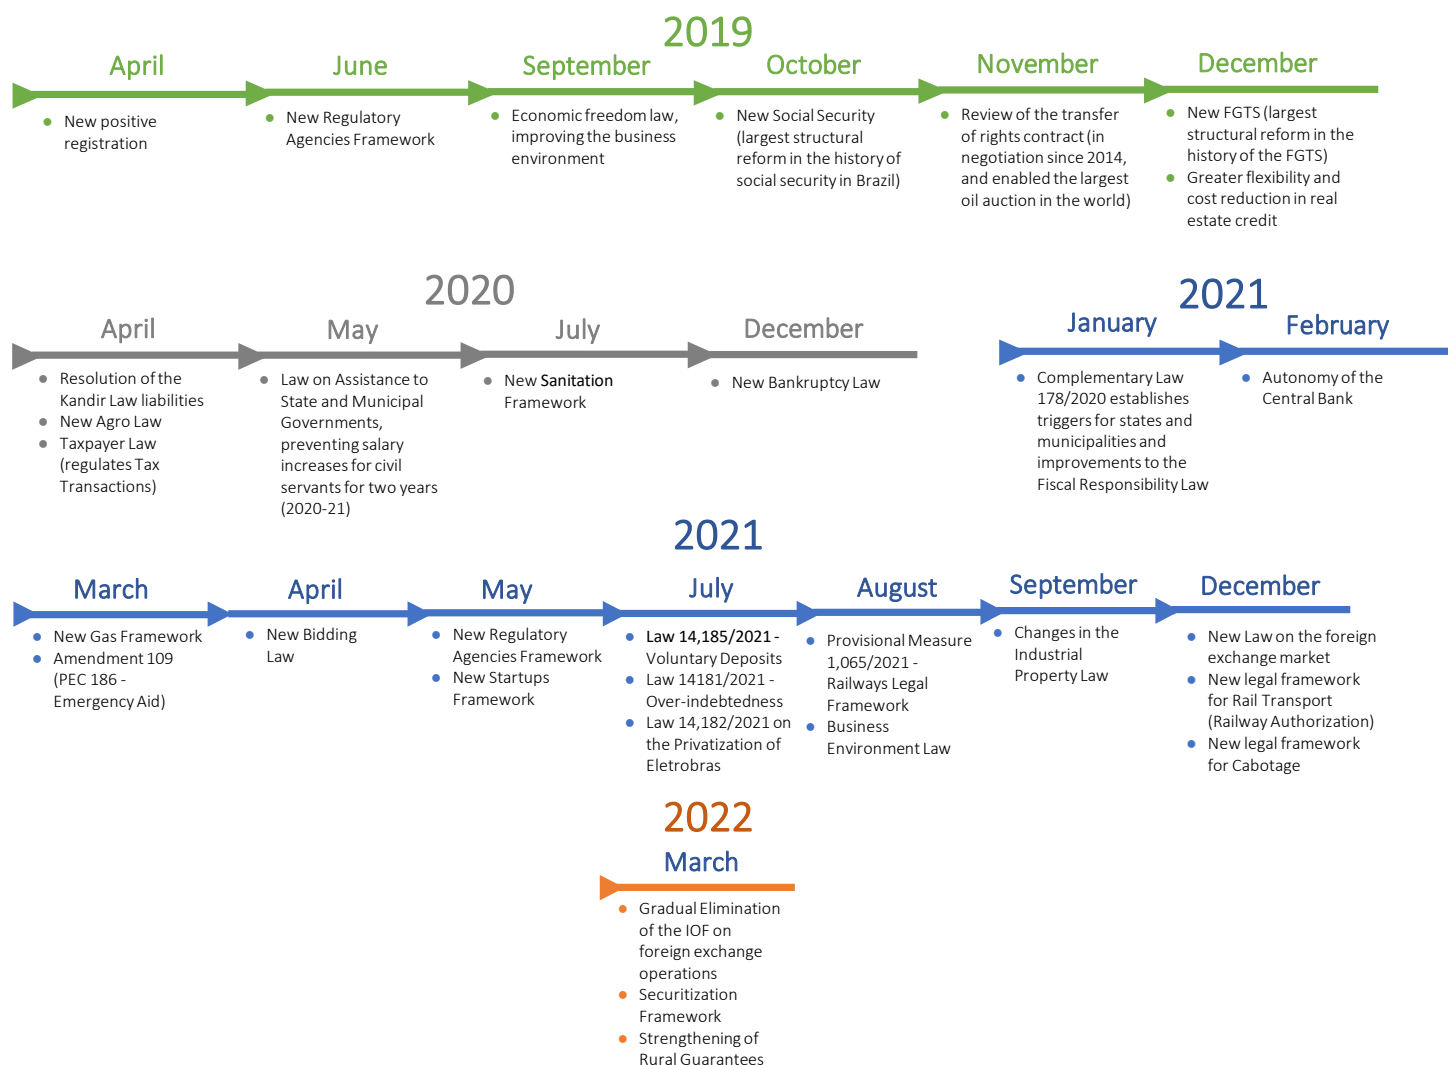 2019
April
New positive
registration
June
New Regulatory
Agencies Framework
September
Economic freedom law,
improving the business
environment
October
New Social Security
(largest structural
reform in the history of
social security in Brazil)
November
Review of the transfer
of rights contract (in
negotiation since 2014,
and enabled the largest
oil auction in the world)
December
New FGTS (largest
structural reform in the
history of the FGTS)
Greater flexibility and
cost reduction in real
estate credit
2020
April
Resolution of the
Kandir Law liabilities
New Agro Law
Taxpayer Law
(regulates Tax
Transactions)
May
Law on Assistance to
State and Municipal
Governments,
preventing salary
increases for civil
servants for two years
(2020-21)
July
New Sanitation
Framework
December
New Bankruptcy Law
2021
January
Complementary Law
178/2020 establishes
triggers for states and
municipalities and
improvements to the
Fiscal Responsibility Law
February
Autonomy of the
Central Bank
2021
March
New Gas Framework
Amendment 109
(PEC 186 -
Emergency Aid)
April
New Bidding
Law
May
New Regulatory
Agencies Framework
New Startups
Framework
July
Law 14,185/2021 -
Voluntary Deposits
Law 14181/2021 -
Over-indebtedness
Law 14,182/2021 on
the Privatization of
Eletrobras
August
Provisional Measure
1,065/2021 -
Railways Legal
Framework
Business
Environment Law
September
Changes in the
Industrial
Property Law
December
New Law on the foreign
exchange market
New legal framework
for Rail Transport
(Railway Authorization)
New legal framework
for Cabotage
2022
March
Gradual Elimination
of the IOF on
foreign exchange
operations
Securitization
Framework
Strengthening of
Rural Guarantees